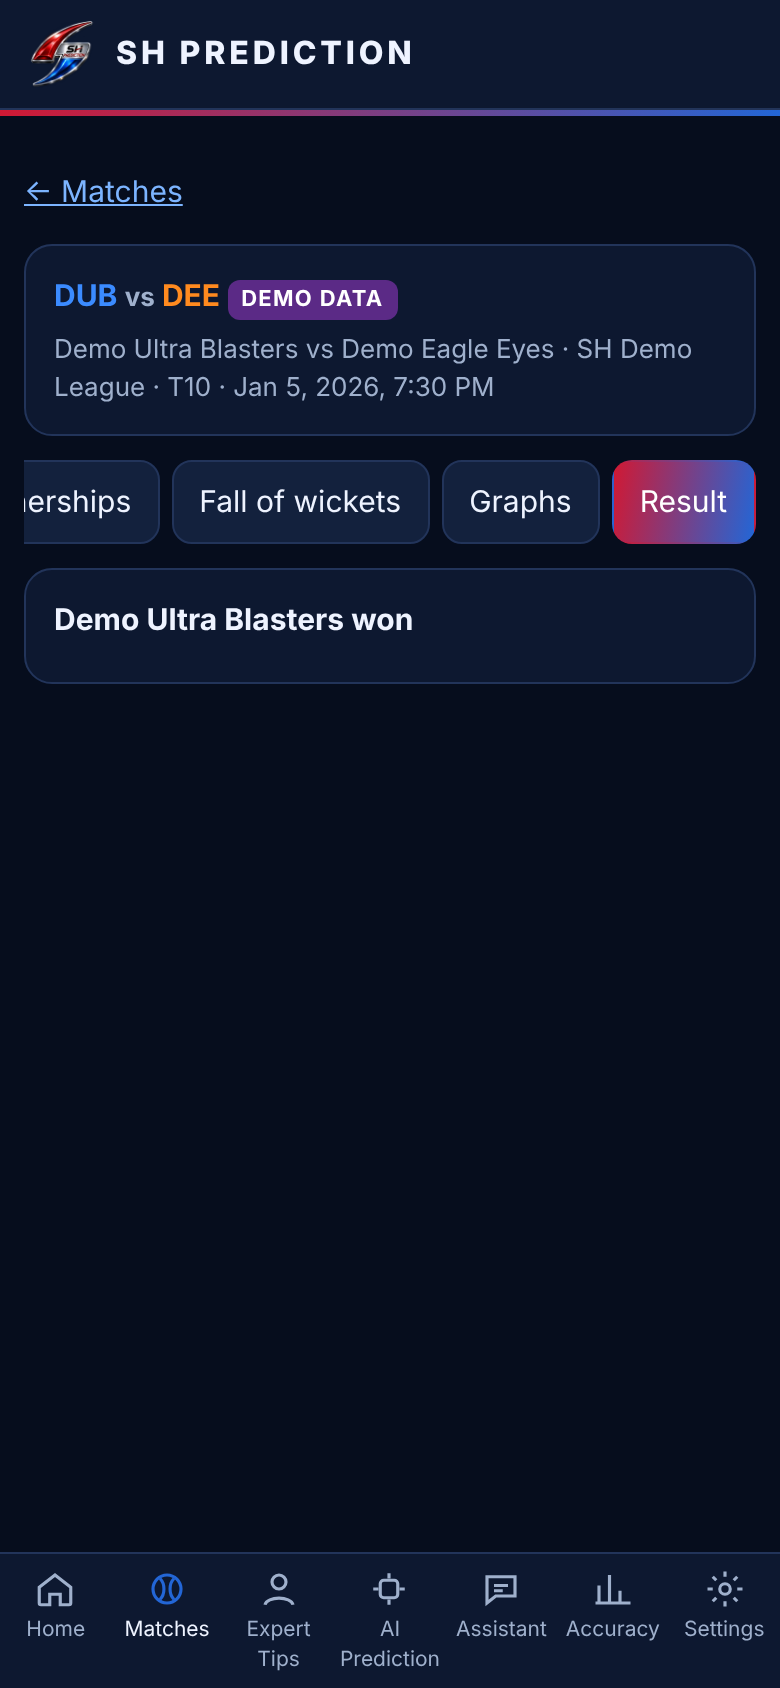 SH
SH PREDICTION
← Matches
DUB vs DEE DEMO DATA
Demo Ultra Blasters vs Demo Eagle Eyes · SH Demo
League · T10 · Jan 5, 2026, 7:30 PM
erships Fall of wickets Graphs Result
Demo Ultra Blasters won
Home Matches Expert Tips AI Prediction Assistant Accuracy Settings